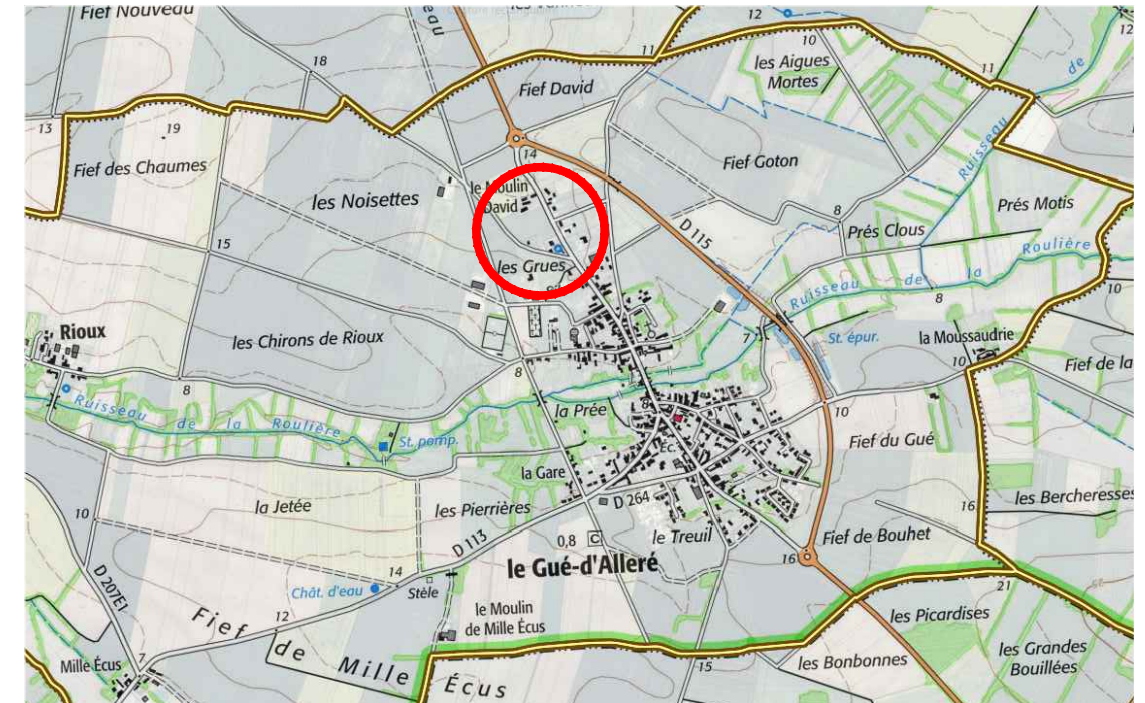 Fief Nouveau
12
10
12
les Aigues
Mortes
11
18
11
de
Fief David
13
19
14
Fief des Chaumes
Fief Goton
Ruisseau
le Moulin
David
les Noisettes
Prés Motis
8
D 115
Prés Clous
15
Roulière
les Grues
Ruisseau de la
8
10
Rioux
les Chirons de Rioux
7
St. épur.
la Moussaudrie
10
Fief de la
8
8
Ruisseau de la Roulière
la Prée
8
10
St. pomp.
Fief du Gué
Éc.
la Gare
la Jetée
les Pierrières
D 264
les Bercheresses
10
16
D 113
0,8
C
le Treuil
Fief de Bouhet
le Gué-d'Alleré
16
14
D 207E1
Chât. d'eau
Stèle
21
12
le Moulin
de Mille Écus
les Picardises
Fief de Mille Écus
les Grandes
Bouillées
7
Mille Écus
15
les Bonbonnes